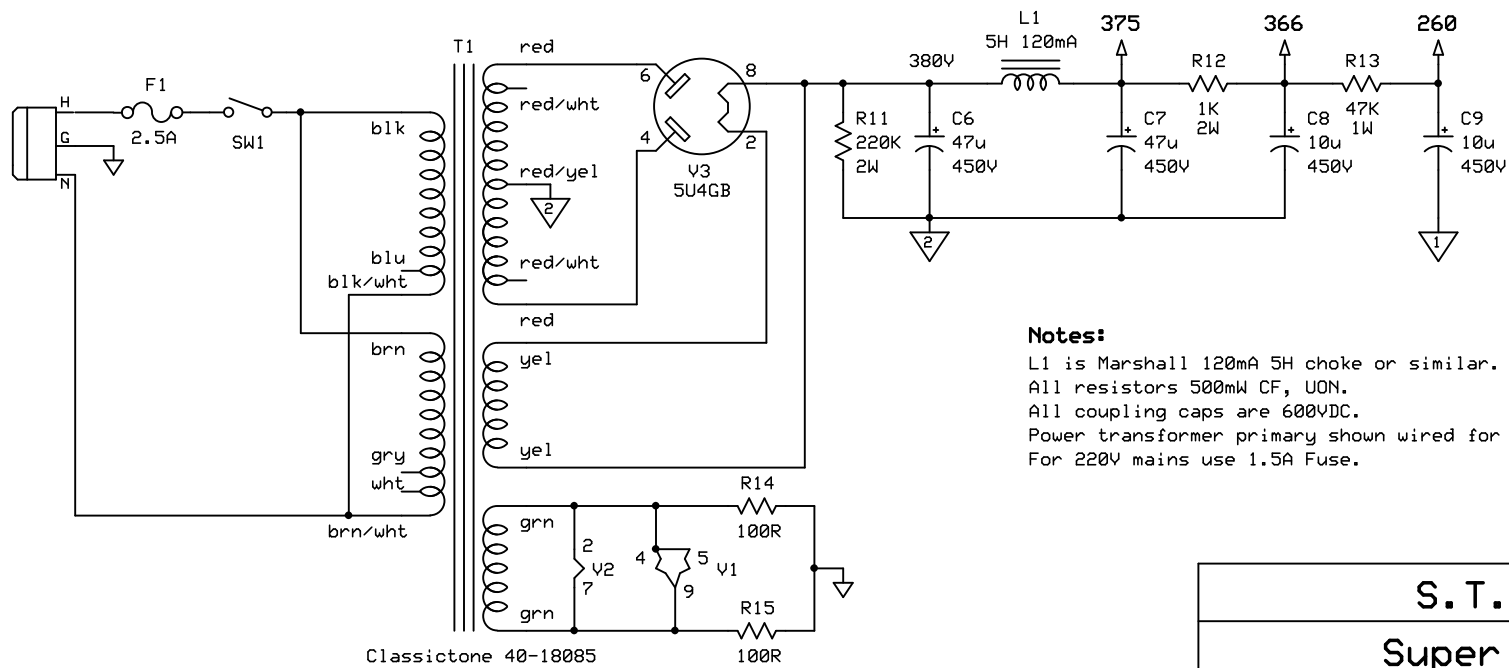 L1
5H 120mA
375
366
260
T1
red
380V
R12
R13
F1
H
6
8
red/wht
1K
2W
47K
1W
blk
2.5A
SW1
G
4
2
R11
220K
2W
C6
47u
450V
C7
47u
450V
C8
10u
450V
C9
10u
450V
N
red/yel
V3
5U4GB
2
2
1
blu
red/wht
blk/wht
red
brn
yel
Notes:
L1 is Marshall 120mA 5H choke or similar.
All resistors 500mW CF, UON.
All coupling caps are 600VDC.
Power transformer primary shown wired for
For 220V mains use 1.5A Fuse.
gry
wht
yel
R14
brn/wht
grn
100R
2
V2
7
4
5
V1
9
grn
R15
100R
Classictone 40-18085
S.T.
Super